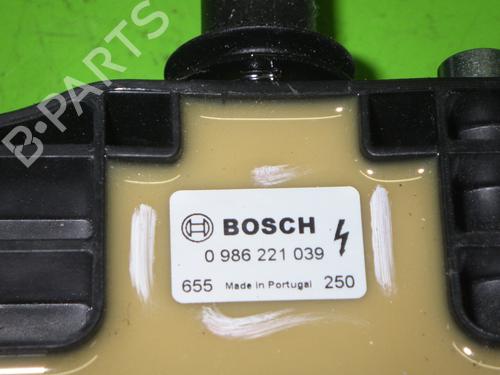 B-PARTS
BOSCH
0 986 221 039
655 Made in Portugal 250